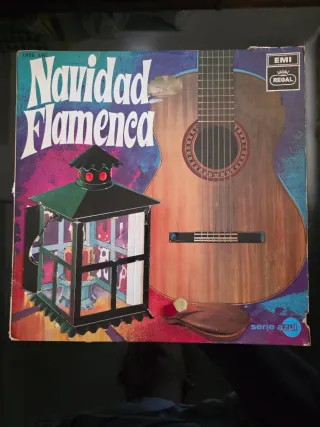 Navidad
Flamenca
EMI
REGAL
serie azul